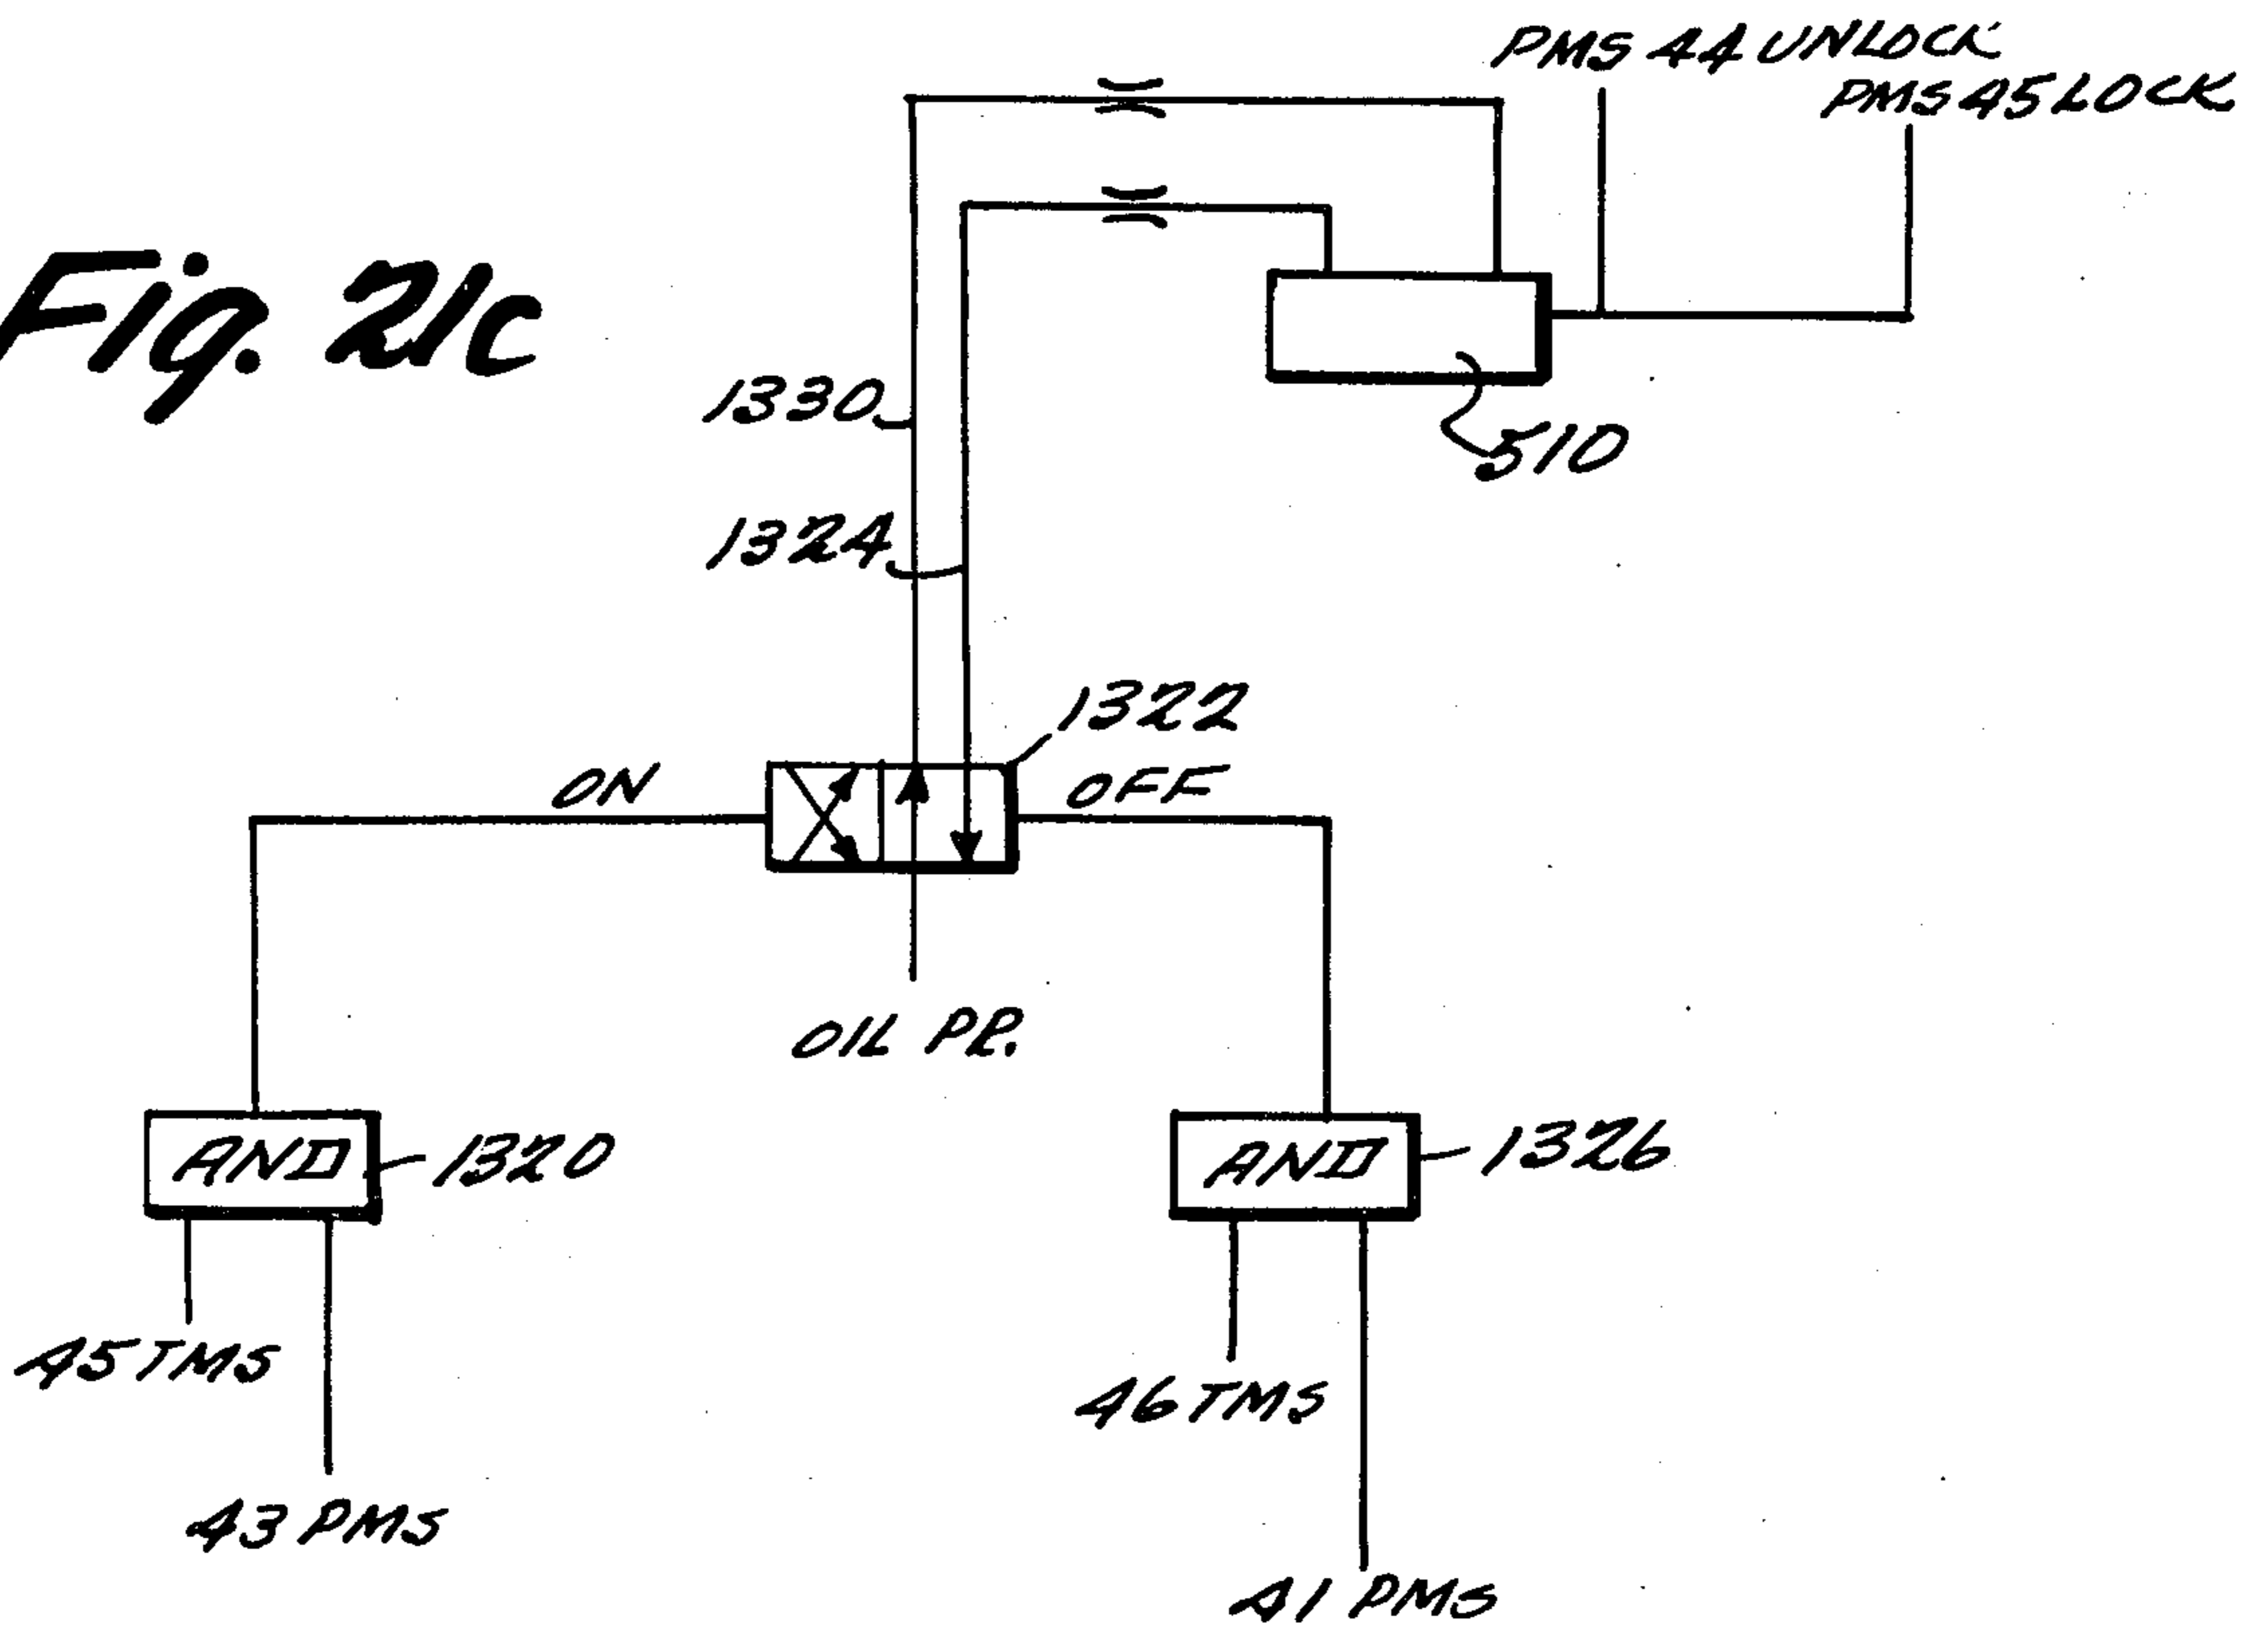 PMS 44 UNLOCK
PMS 45 LOCK
Fig. 21c
1330
510
1324
1322
ON
OFF
OIL PR.
AND
1320
AND
1326
45 TMS
46 TMS
43 PMS
41 PMS